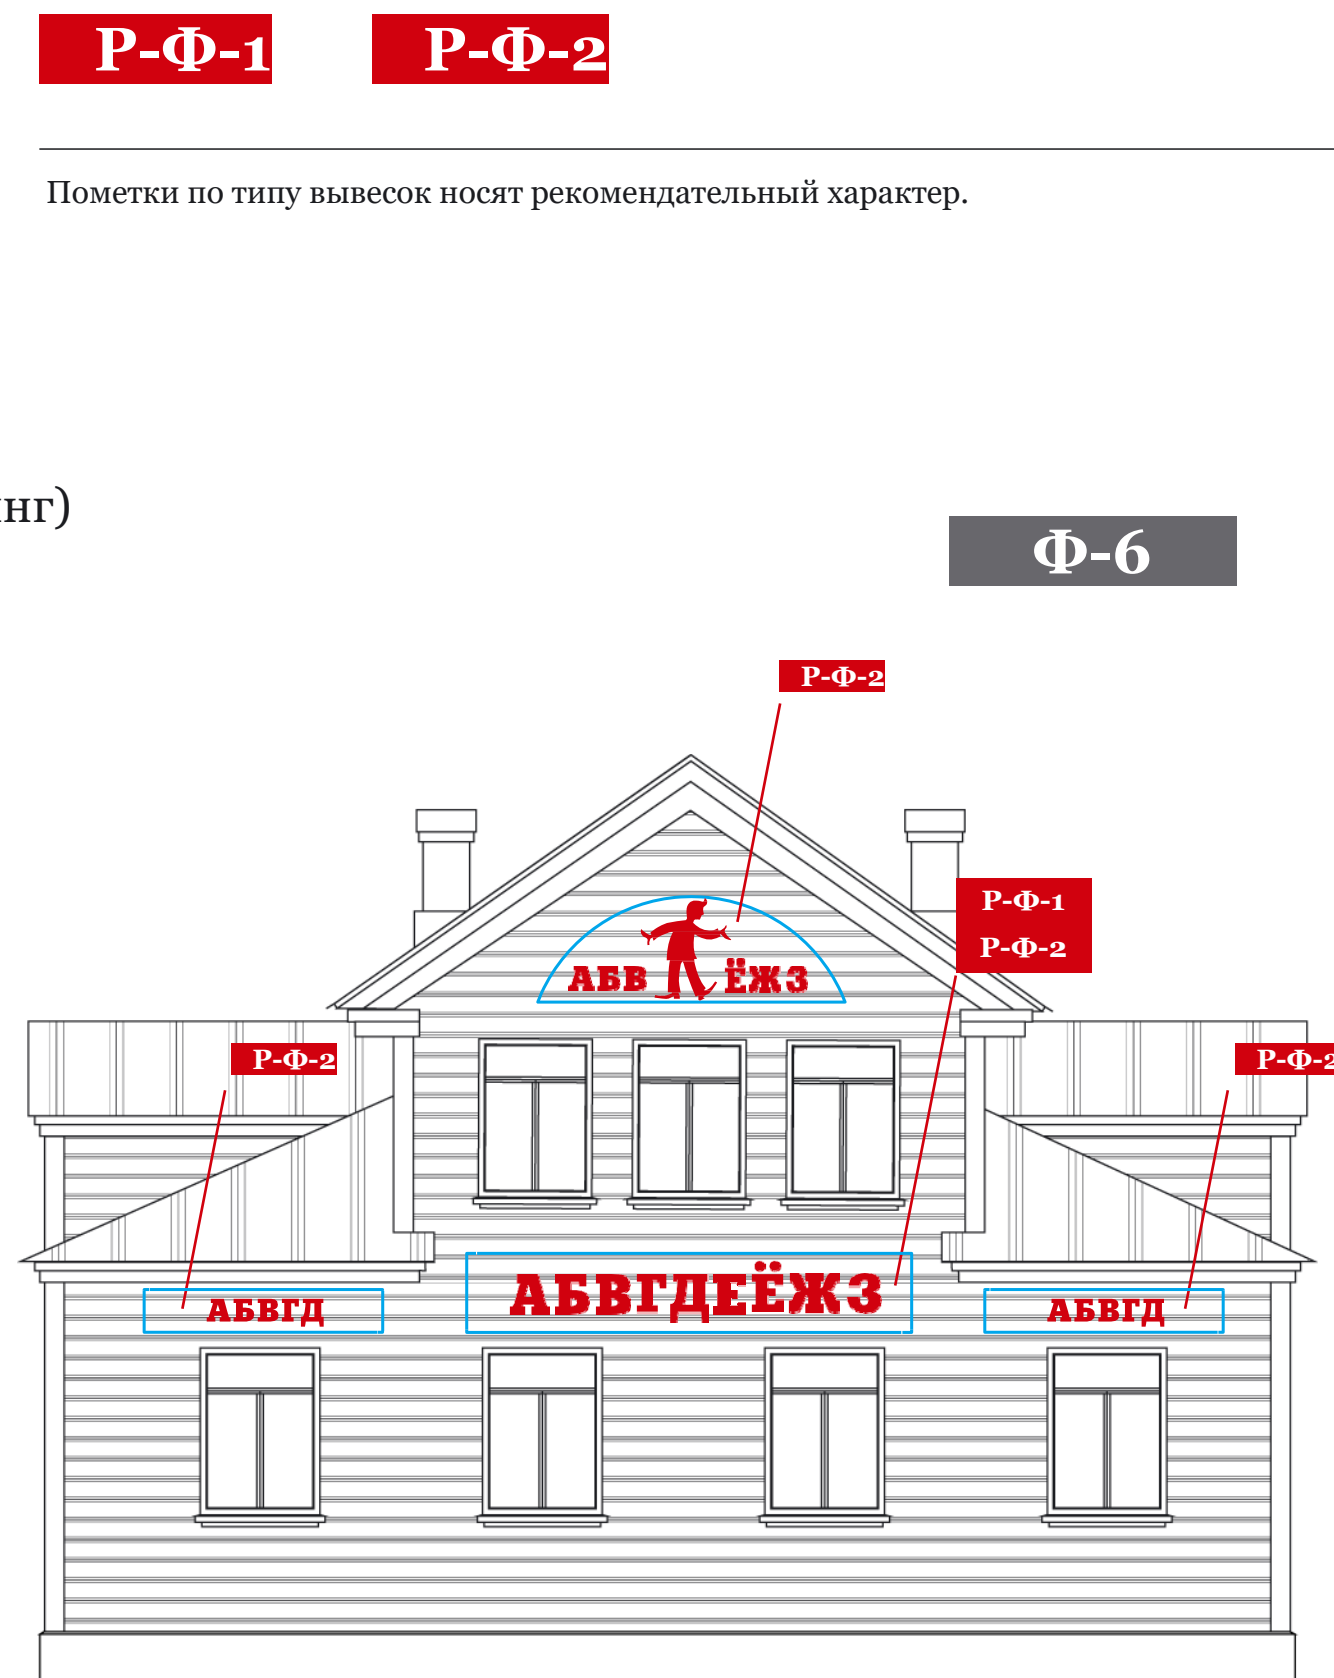 Р-Ф-1 Р-Ф-2
Пометки по типу вывесок носят рекомендательный характер.
нг)
Ф-6
Р-Ф-2
Р-Ф-1
Р-Ф-2
АБВ ЁЖЗ
Р-Ф-2 Р-Ф-2
АБВГДЕЁЖЗ
АБВГД АБВГД